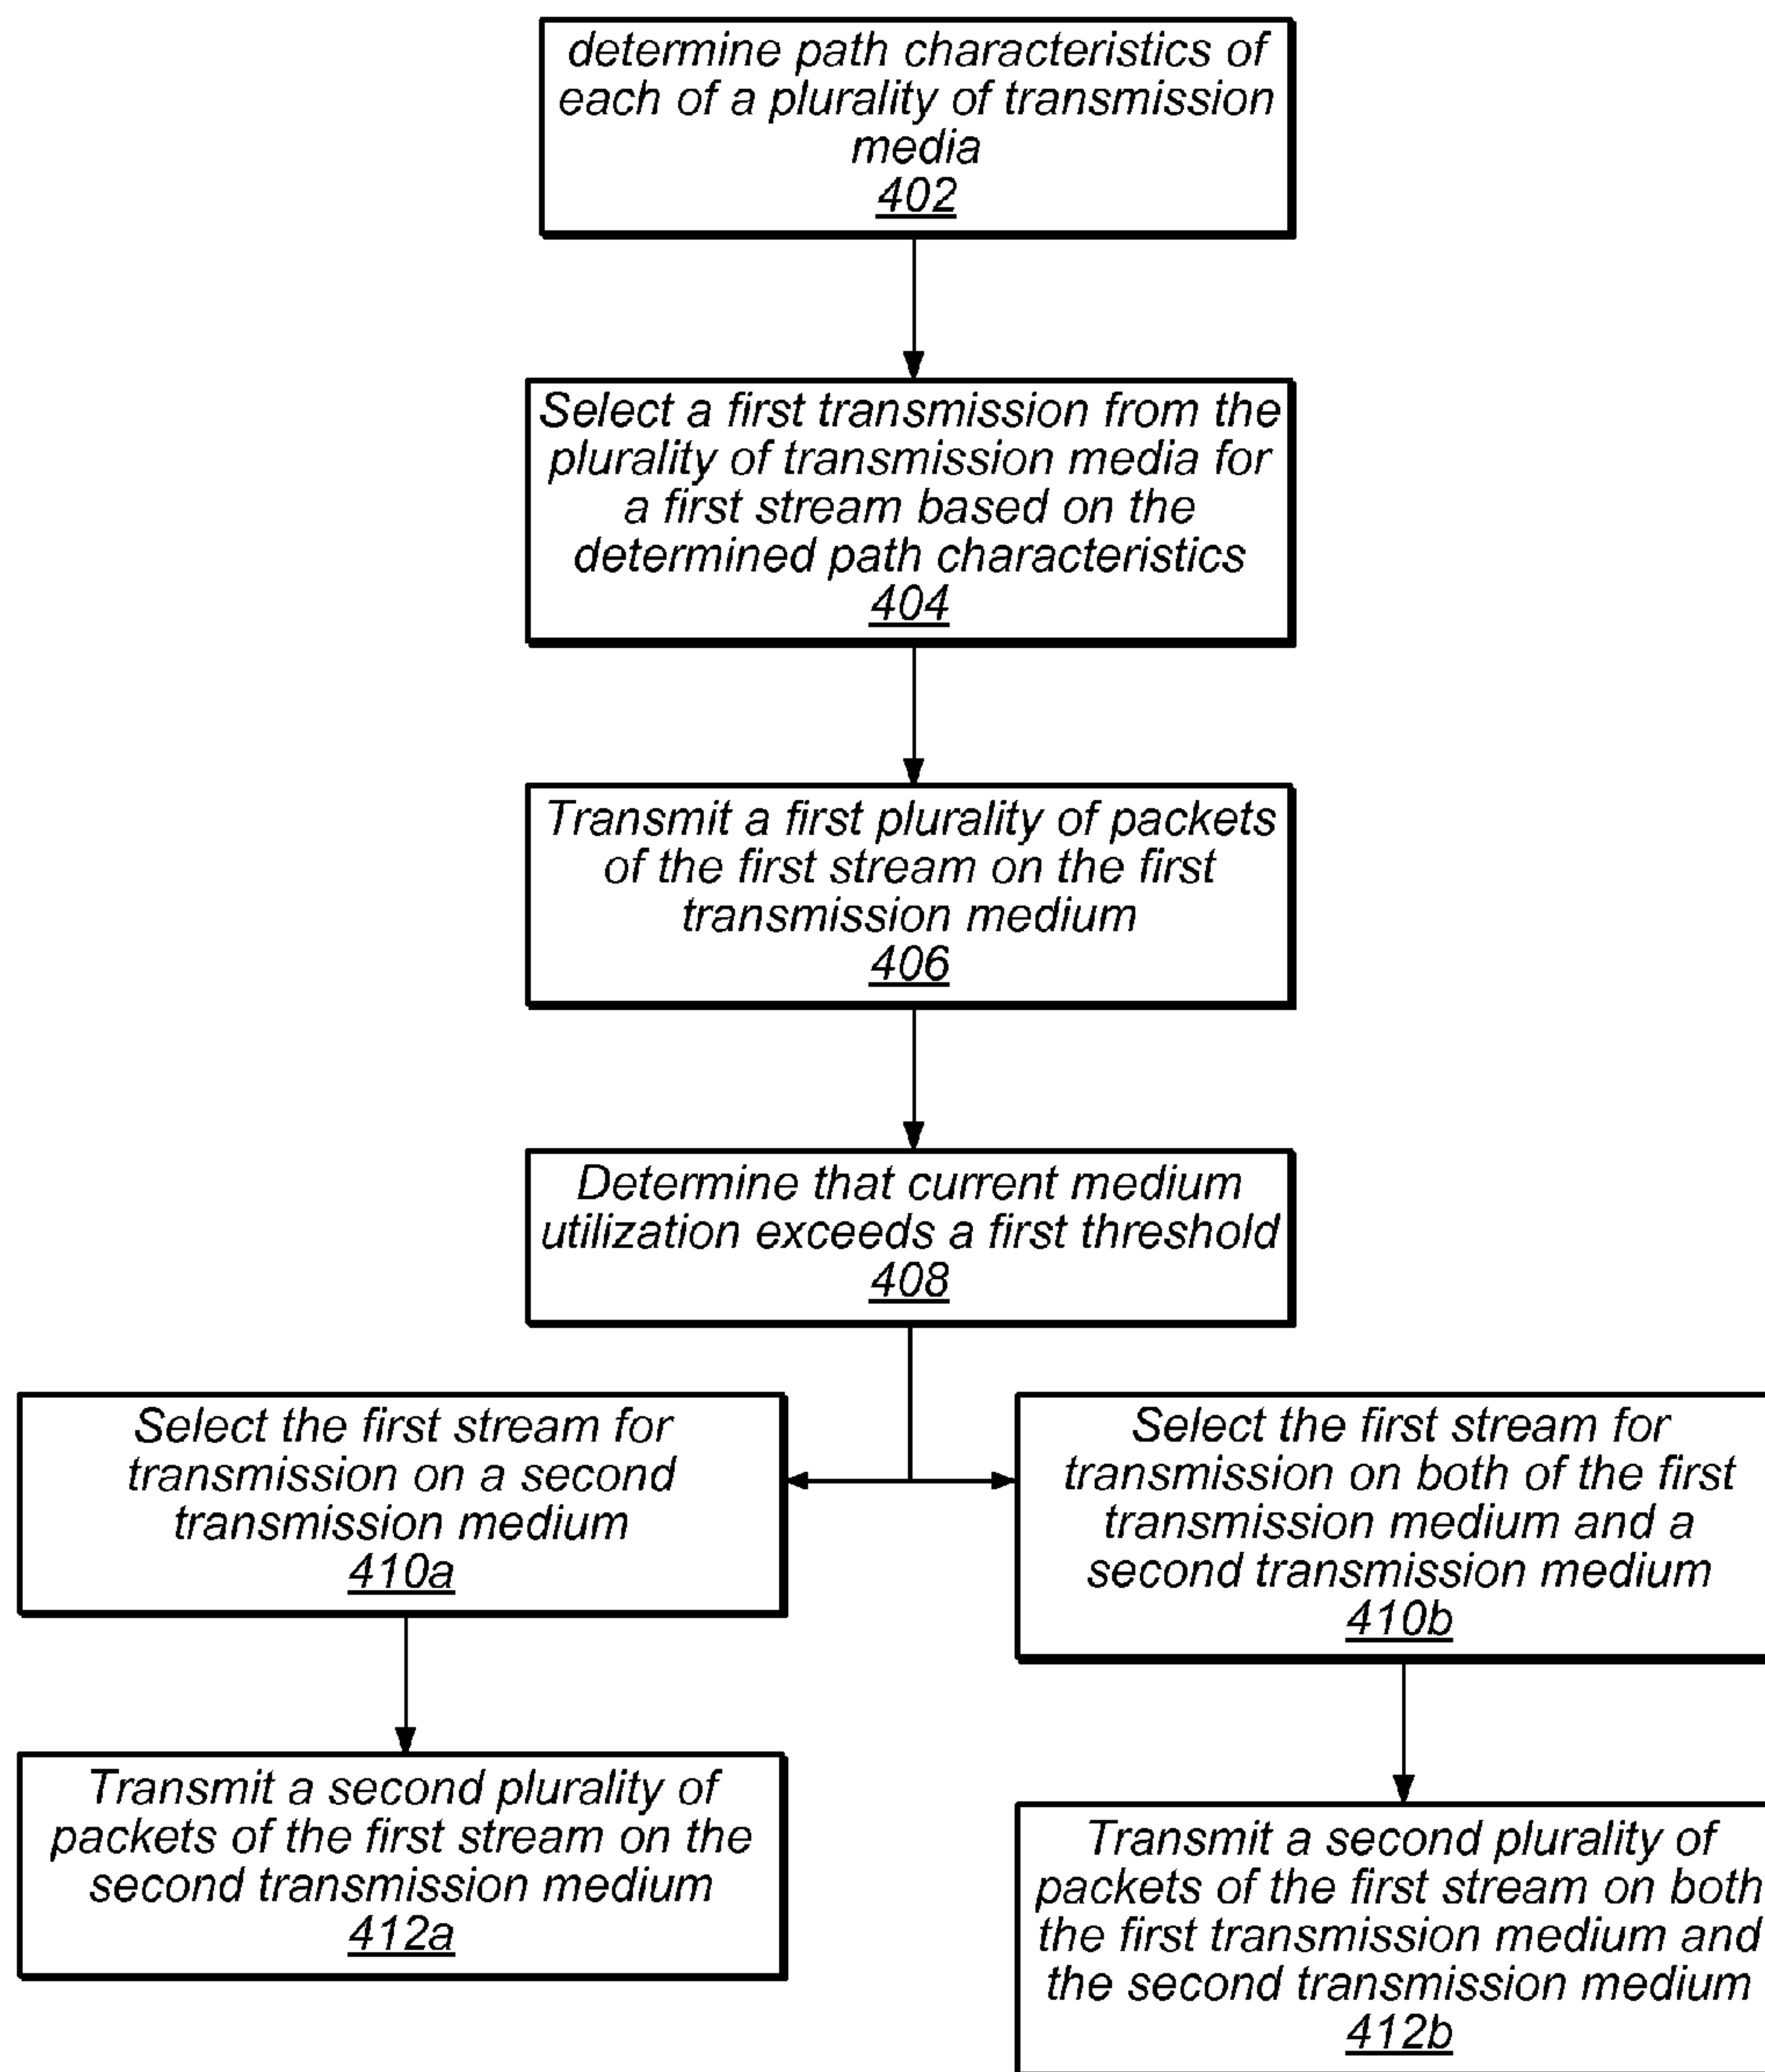 determine path characteristics of
each of a plurality of transmission
media
402
Select a first transmission from the
plurality of transmission media for
a first stream based on the
determined path characteristics
404
Transmit a first plurality of packets
of the first stream on the first
transmission medium
406
Determine that current medium
utilization exceeds a first threshold
408
Select the first stream for
transmission on a second
transmission medium
410a
Select the first stream for
transmission on both of the first
transmission medium and a
second transmission medium
410b
Transmit a second plurality of
packets of the first stream on the
second transmission medium
412a
Transmit a second plurality of
packets of the first stream on both
the first transmission medium and
the second transmission medium
412b